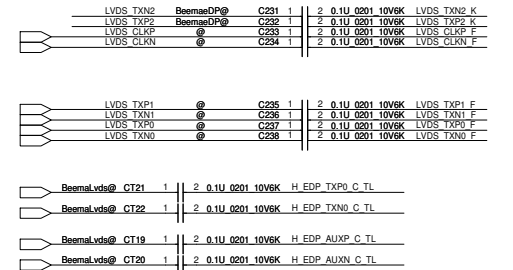 LVDS_TXN2 BeemaeDP@ C231 1 2 0.1U_0201_10V6K LVDS_TXN2_K
LVDS_TXP2 BeemaeDP@ C232 1 2 0.1U_0201_10V6K LVDS_TXP2_K
LVDS_CLKP @ C233 1 2 0.1U_0201_10V6K LVDS_CLKP_F
LVDS_CLKN @ C234 1 2 0.1U_0201_10V6K LVDS_CLKN_F
LVDS_TXP1 @ C235 1 2 0.1U_0201_10V6K LVDS_TXP1_F
LVDS_TXN1 @ C236 1 2 0.1U_0201_10V6K LVDS_TXN1_F
LVDS_TXP0 @ C237 1 2 0.1U_0201_10V6K LVDS_TXP0_F
LVDS_TXN0 @ C238 1 2 0.1U_0201_10V6K LVDS_TXN0_F
BeemaLvds@ CT21 1 2 0.1U_0201_10V6K H_EDP_TXP0_C_TL
BeemaLvds@ CT22 1 2 0.1U_0201_10V6K H_EDP_TXN0_C_TL
BeemaLvds@ CT19 1 2 0.1U_0201_10V6K H_EDP_AUXP_C_TL
BeemaLvds@ CT20 1 2 0.1U_0201_10V6K H_EDP_AUXN_C_TL